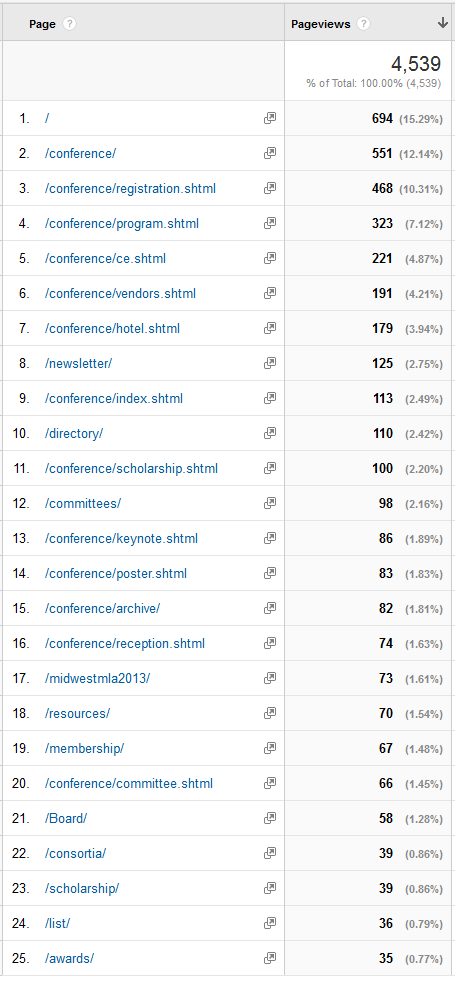 Page ? Pageviews ?
4,539
% of Total: 100.00% (4,539)
1. / 694 (15.29%)
2. /conference/ 551 (12.14%)
3. /conference/registration.shtml 468 (10.31%)
4. /conference/program.shtml 323 (7.12%)
5. /conference/ce.shtml 221 (4.87%)
6. /conference/vendors.shtml 191 (4.21%)
7. /conference/hotel.shtml 179 (3.94%)
8. /newsletter/ 125 (2.75%)
9. /conference/index.shtml 113 (2.49%)
10. /directory/ 110 (2.42%)
11. /conference/scholarship.shtml 100 (2.20%)
12. /committees/ 98 (2.16%)
13. /conference/keynote.shtml 86 (1.89%)
14. /conference/poster.shtml 83 (1.83%)
15. /conference/archive/ 82 (1.81%)
16. /conference/reception.shtml 74 (1.63%)
17. /midwestmla2013/ 73 (1.61%)
18. /resources/ 70 (1.54%)
19. /membership/ 67 (1.48%)
20. /conference/committee.shtml 66 (1.45%)
21. /Board/ 58 (1.28%)
22. /consortia/ 39 (0.86%)
23. /scholarship/ 39 (0.86%)
24. /list/ 36 (0.79%)
25. /awards/ 35 (0.77%)